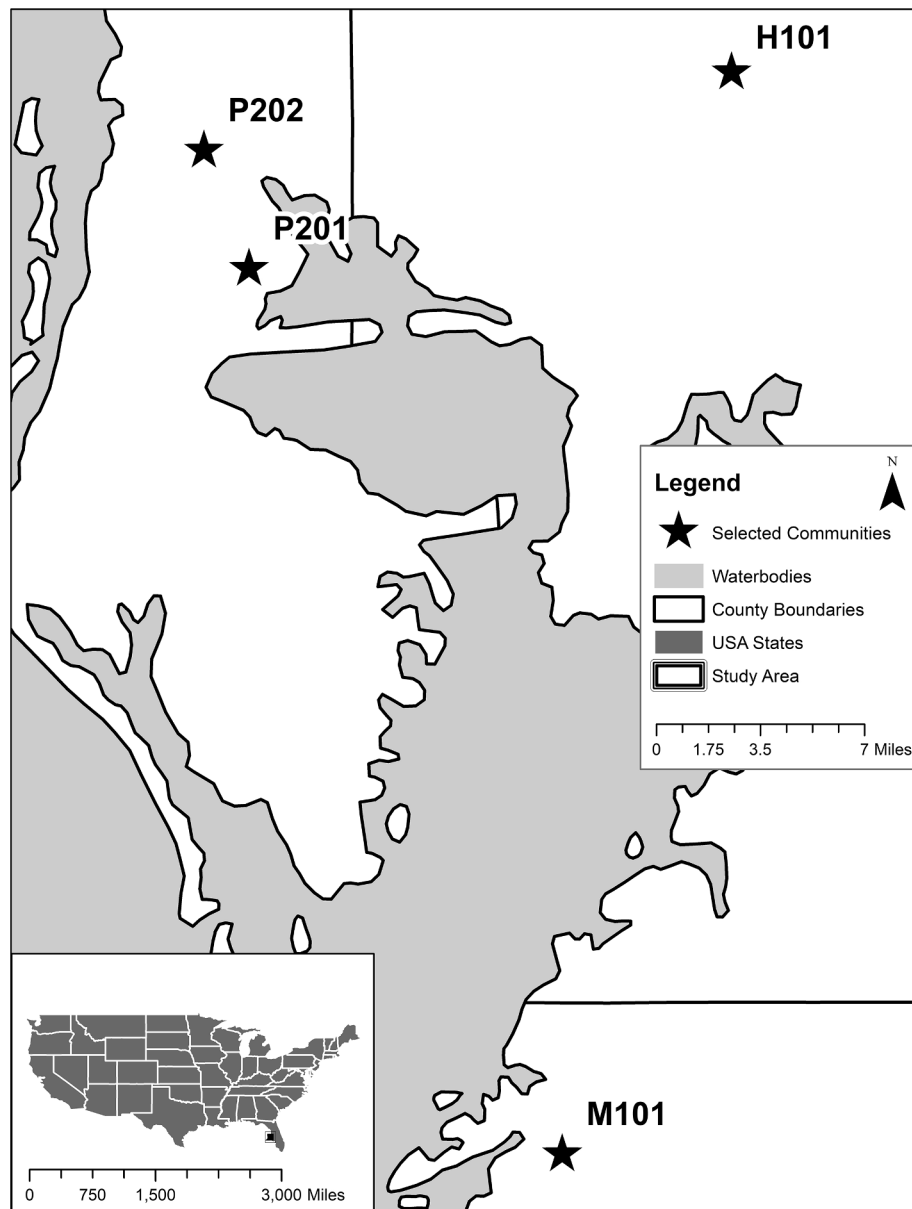 H101
P202
P201
N
Legend
Selected Communities
Waterbodies
County Boundaries
USA States
Study Area
0 1.75 3.5 7 Miles
M101
0 750 1,500 3,000 Miles